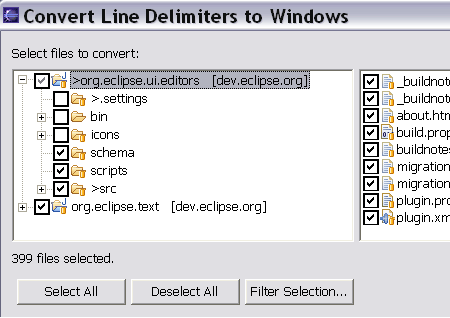 Convert Line Delimiters to Windows
Select files to convert:
>org.eclipse.ui.editors [dev.eclipse.org]
>.settings
bin
icons
schema
scripts
>src
org.eclipse.text [dev.eclipse.org]
_buildnote
_buildnote
about.htm
build.prop
buildnotes
migration
migration
plugin.pro
plugin.xm
399 files selected.
Select All
Deselect All
Filter Selection...